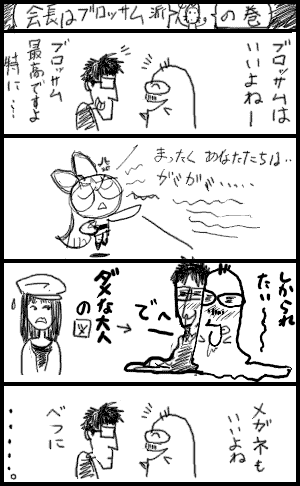 会長はブロッサム派
の巻
ブロッサムは
いいよねー
ブロッサム
最高ですよ
特に…
まったく あなたたちは‥
ガミガミ……
しかられ
たい〜〜
でへ
ダメな大人
の図
→
メガネも
いいよね
べつに
・・・・・。